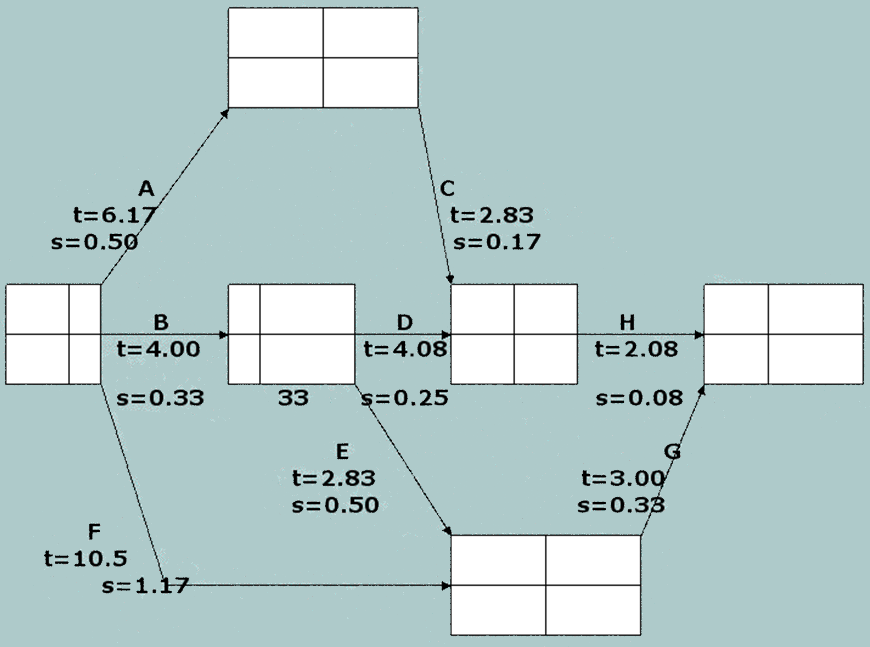 A
t=6.17
s=0.50
C
t=2.83
s=0.17
B
t=4.00
s=0.33
33
D
t=4.08
s=0.25
H
t=2.08
s=0.08
E
t=2.83
s=0.50
G
t=3.00
s=0.33
F
t=10.5
s=1.17